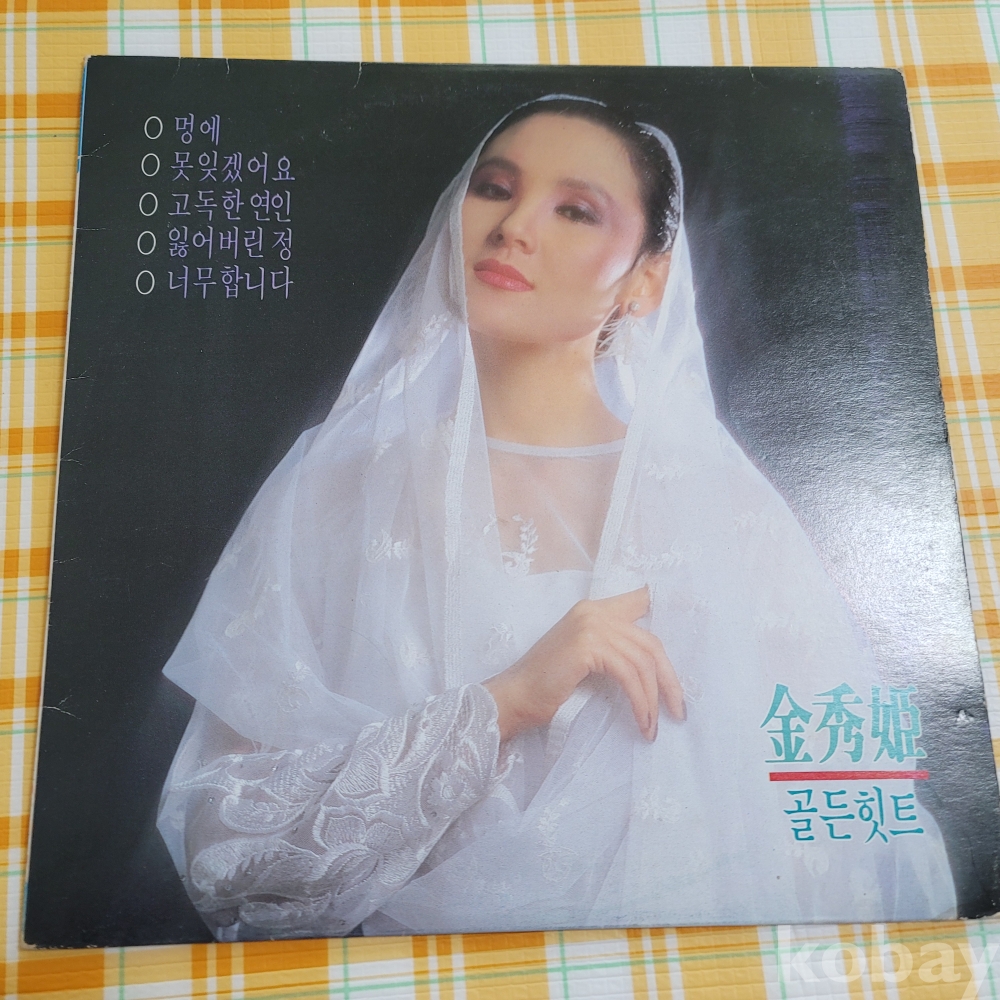 O 멍에
O 못잊겠어요
O 고독한 연인
O 잃어버린 정
O 너무합니다
金秀姬
골든힛트
kobay